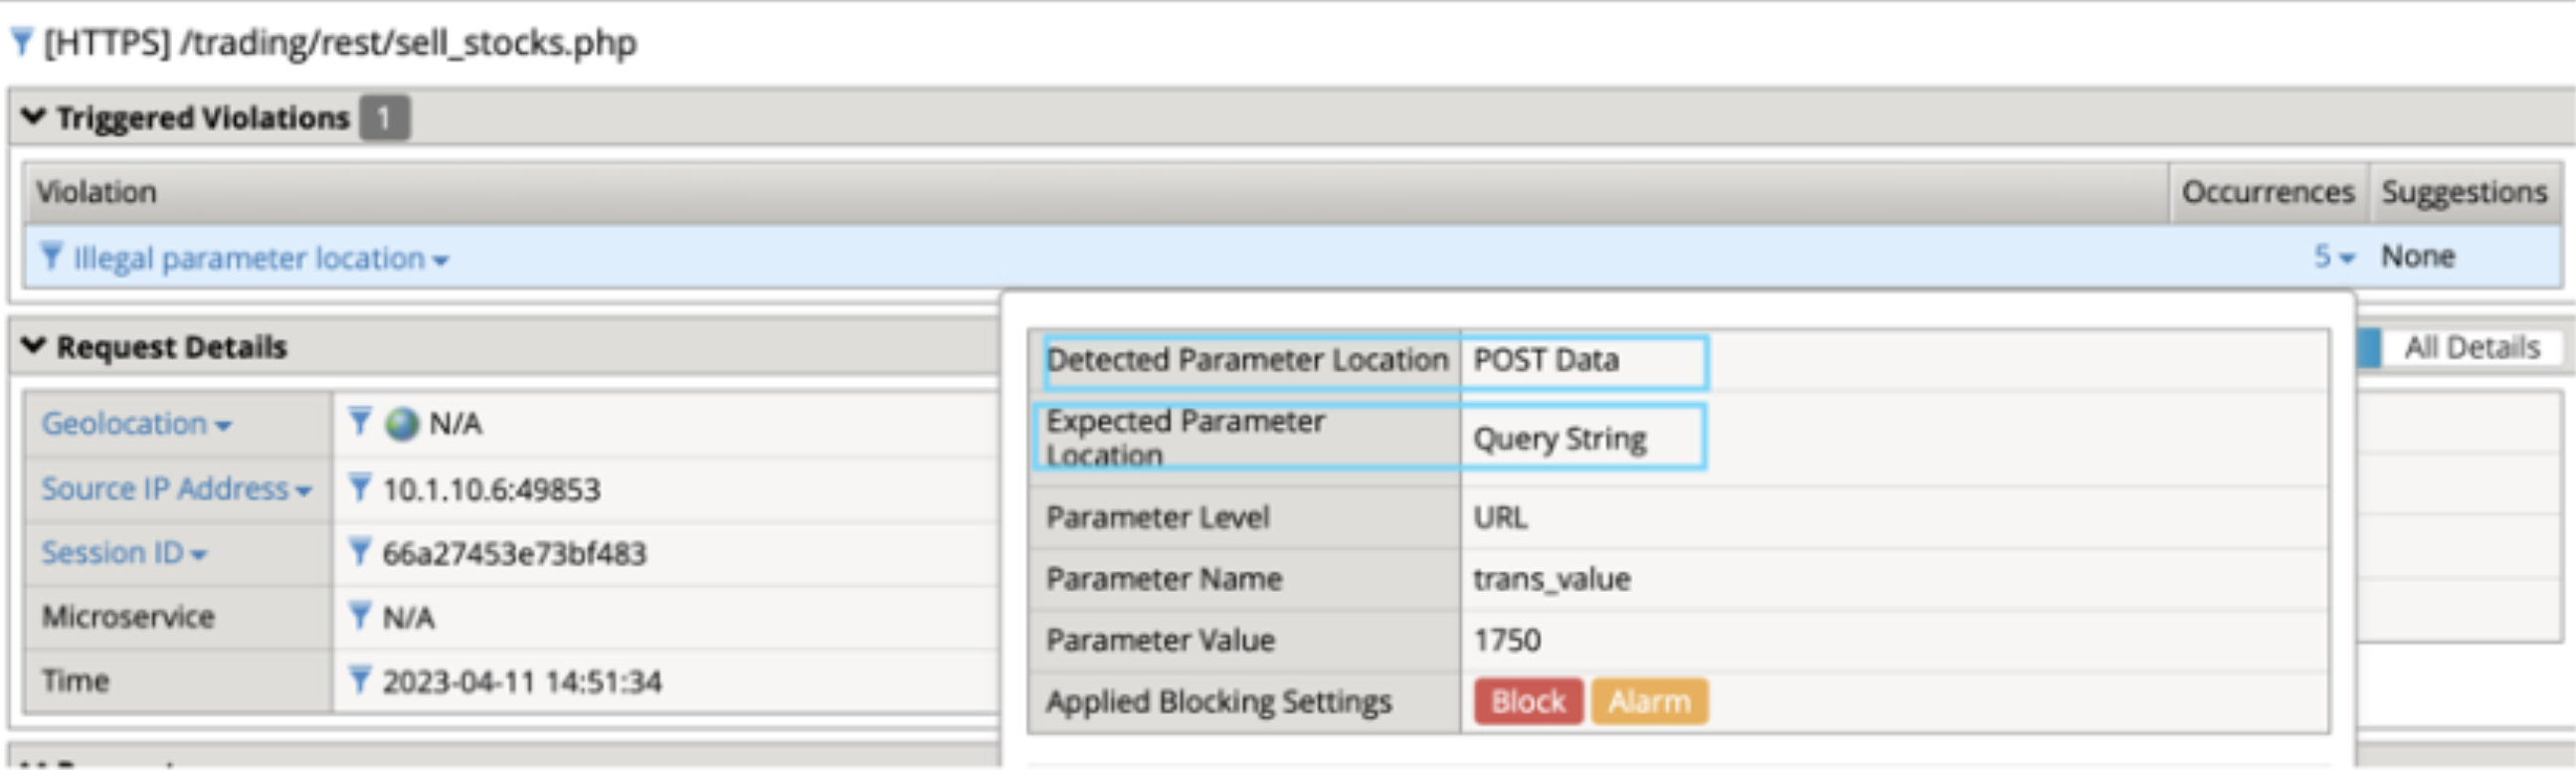 [HTTPS] /trading/rest/sell_stocks.php
Triggered Violations 1
Violation Occurrences Suggestions
Illegal parameter location 5 None
Request Details All Details
Geolocation N/A
Source IP Address 10.1.10.6:49853
Session ID 66a27453e73bf483
Microservice N/A
Time 2023-04-11 14:51:34
Detected Parameter Location POST Data
Expected Parameter
Location Query String
Parameter Level URL
Parameter Name trans_value
Parameter Value 1750
Applied Blocking Settings Block Alarm